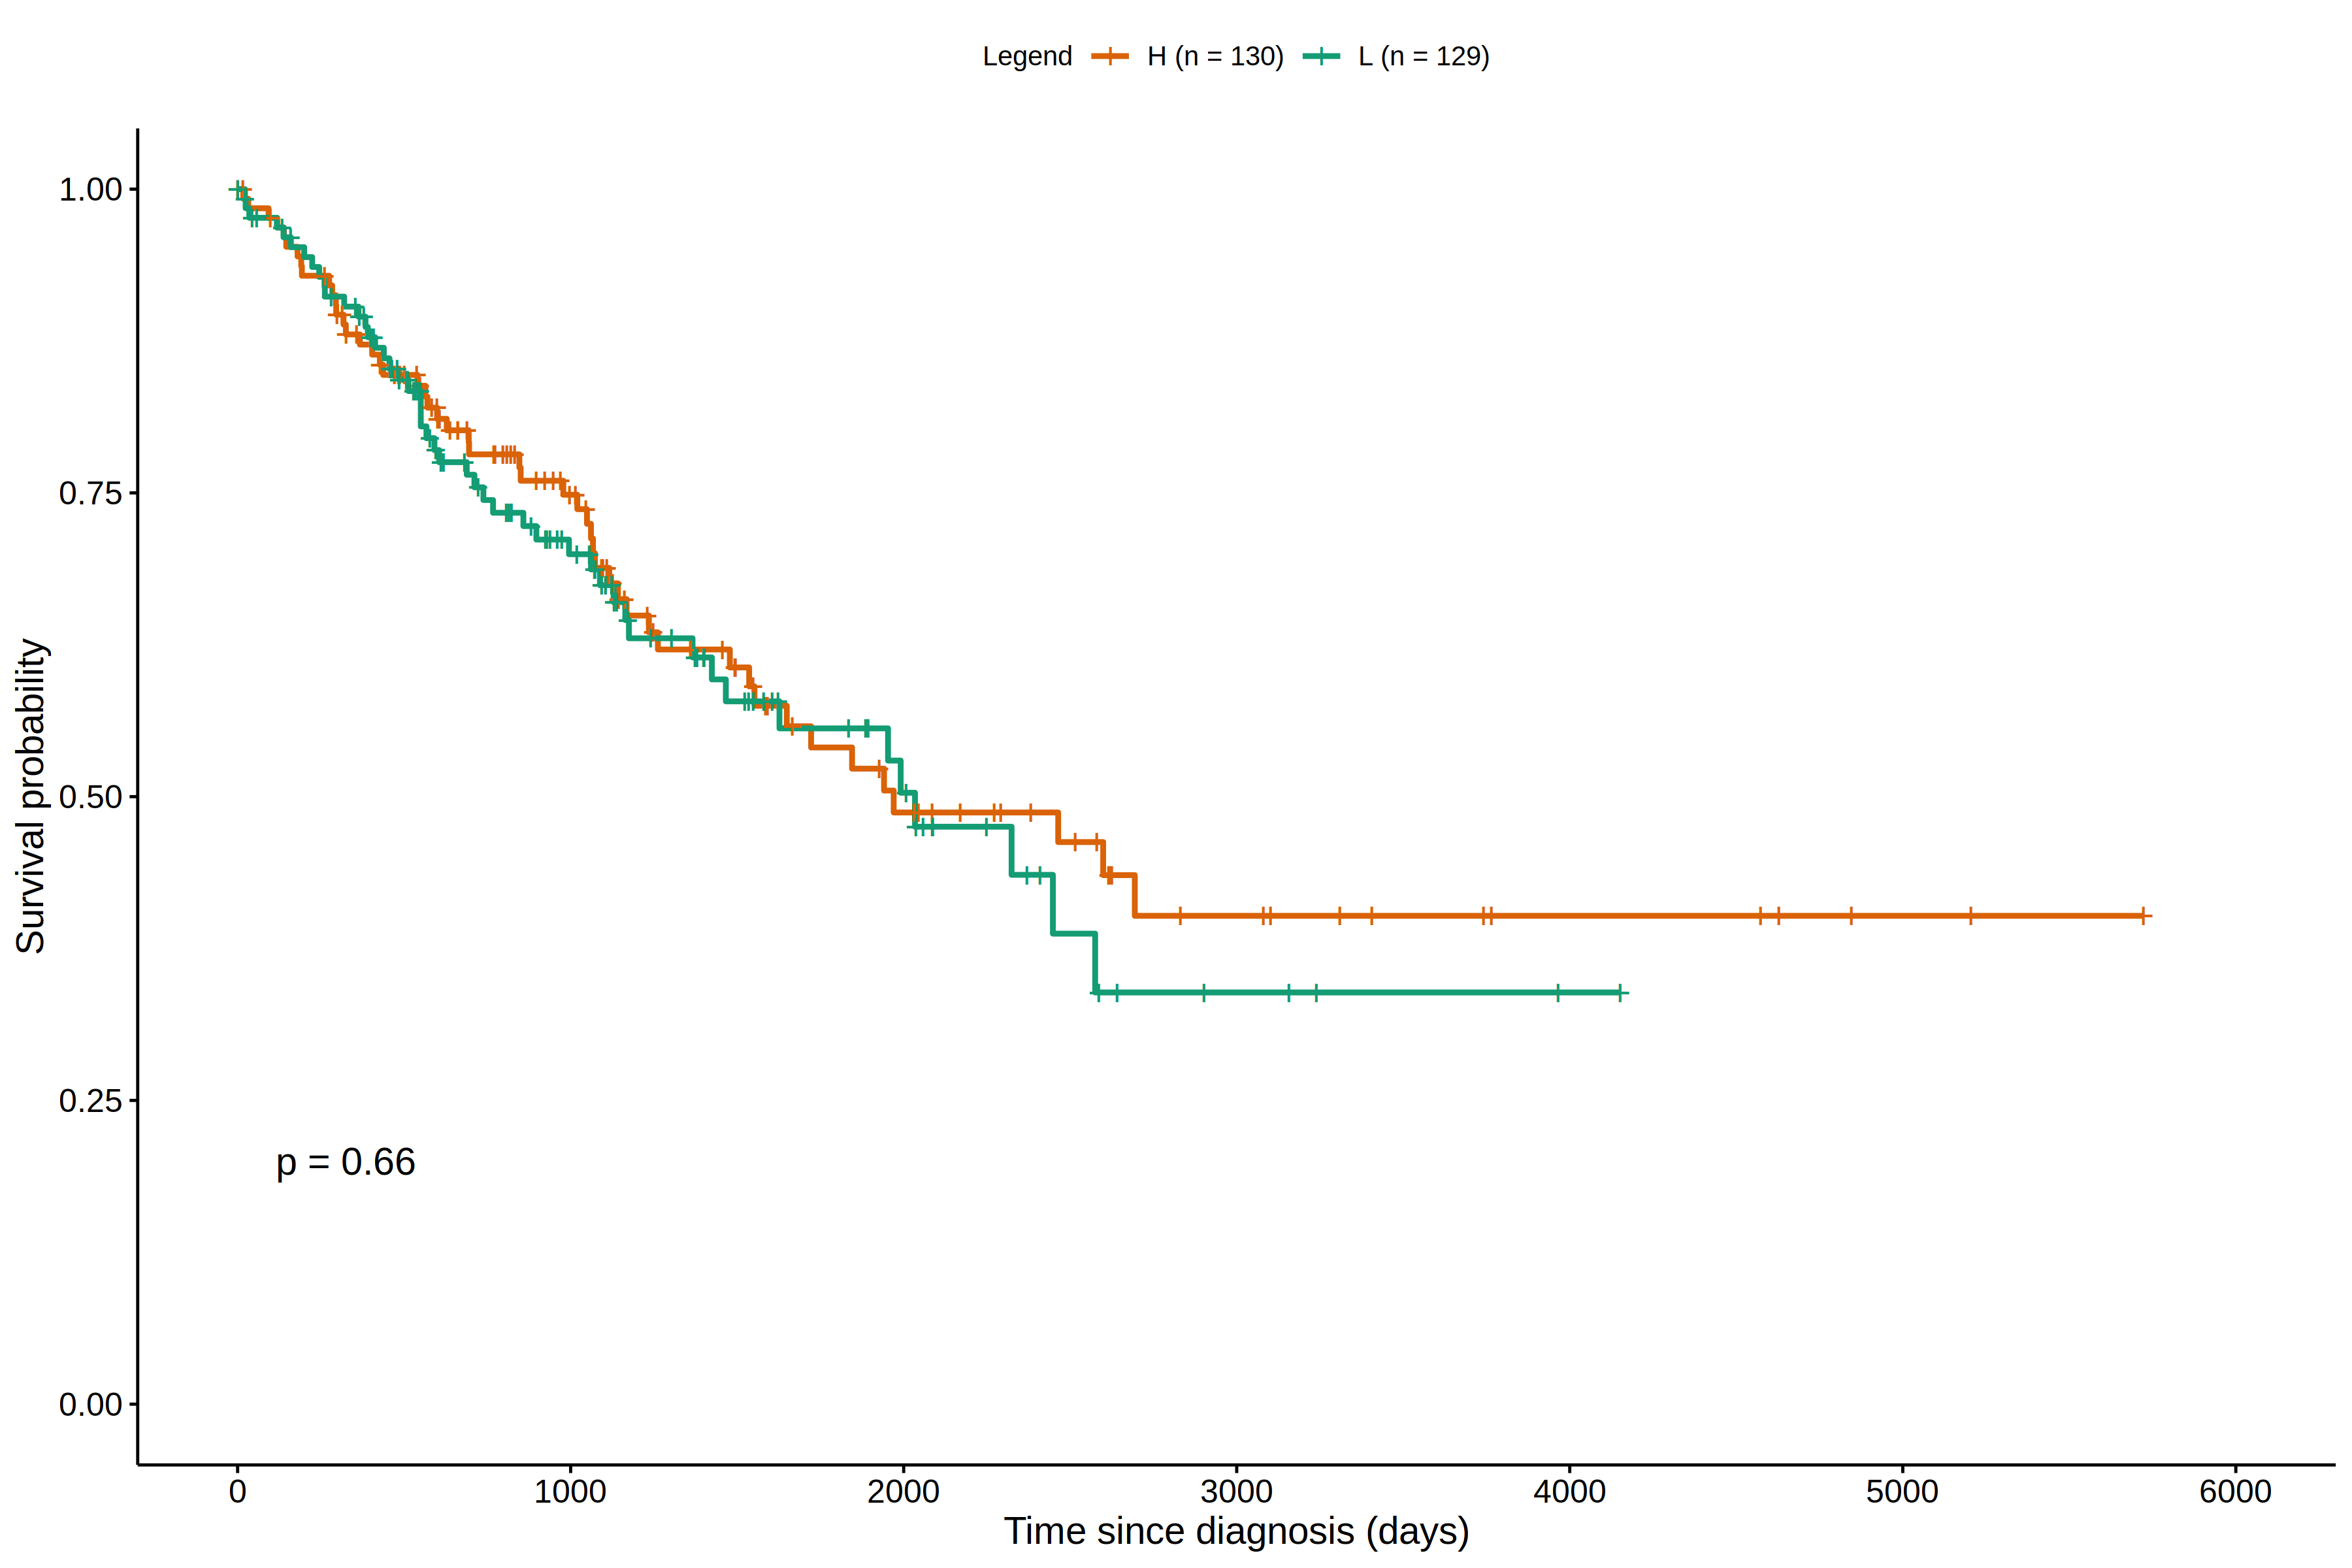 Legend H (n = 130) L (n = 129)
1.00
0.75
0.50
0.25
0.00
Survival probability
p = 0.66
0 1000 2000 3000 4000 5000 6000
Time since diagnosis (days)